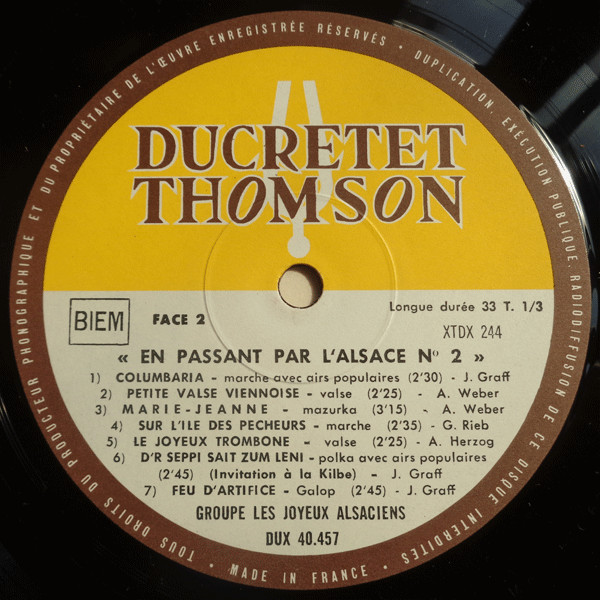 TOUS DROITS DU PRODUCTEUR PHONOGRAPHIQUE ET DU PROPRIÉTAIRE DE L'ŒUVRE ENREGISTRÉE RÉSERVÉS · DUPLICATION, EXÉCUTION PUBLIQUE, RADIODIFFUSION DE CE DISQUE INTERDITES
DUCRETET
THOMSON
BIEM
FACE 2
Longue durée 33 T. 1/3
XTDX 244
« EN PASSANT PAR L'ALSACE Nº 2 »
1) COLUMBARIA - marche avec airs populaires (2'30) - J. Graff
2) PETITE VALSE VIENNOISE - valse (2'25) - A. Weber
3) MARIE-JEANNE - mazurka (3'15) - A. Weber
4) SUR L'ILE DES PECHEURS - marche (2'35) - G. Rieb
5) LE JOYEUX TROMBONE - valse (2'25) - A. Herzog
6) D'R SEPPI SAIT ZUM LENI - polka avec airs populaires
(2'45) (Invitation à la Kilbe) - J. Graff
7) FEU D'ARTIFICE - Galop (2'45) - J. Graff
GROUPE LES JOYEUX ALSACIENS
DUX 40.457
· MADE IN FRANCE ·